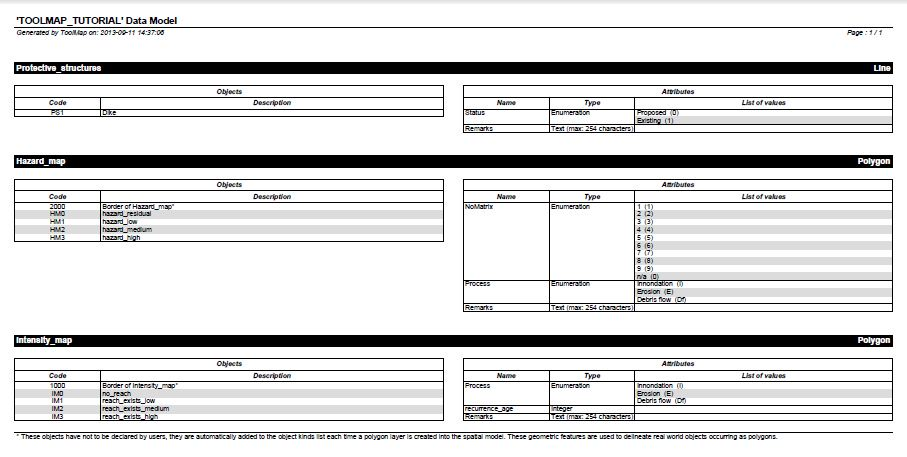 'TOOLMAP_TUTORIAL' Data Model
Generated by ToolMap on: 2013-09-11 14:37:06 Page : 1 / 1
Protective_structures Line
Objects
Code Description
PS1 Dike
Attributes
Name Type List of values
Status Enumeration Proposed (0)
Existing (1)
Remarks Text (max: 254 characters)
Hazard_map Polygon
Objects
Code Description
2000 Border of Hazard_map*
HM0 hazard_residual
HM1 hazard_low
HM2 hazard_medium
HM3 hazard_high
Attributes
Name Type List of values
NoMatrix Enumeration 1 (1)
2 (2)
3 (3)
4 (4)
5 (5)
6 (6)
7 (7)
8 (8)
9 (9)
n/a (0)
Process Enumeration Innondation (I)
Erosion (E)
Debris flow (Df)
Remarks Text (max: 254 characters)
Intensity_map Polygon
Objects
Code Description
1000 Border of Intensity_map*
IM0 no_reach
IM1 reach_exists_low
IM2 reach_exists_medium
IM3 reach_exists_high
Attributes
Name Type List of values
Process Enumeration Innondation (I)
Erosion (E)
Debris flow (Df)
recurrence_age Integer
Remarks Text (max: 254 characters)
* These objects have not to be declared by users, they are automatically added to the object kinds list each time a polygon layer is created into the spatial model. These geometric features are used to delineate real world objects occurring as polygons.